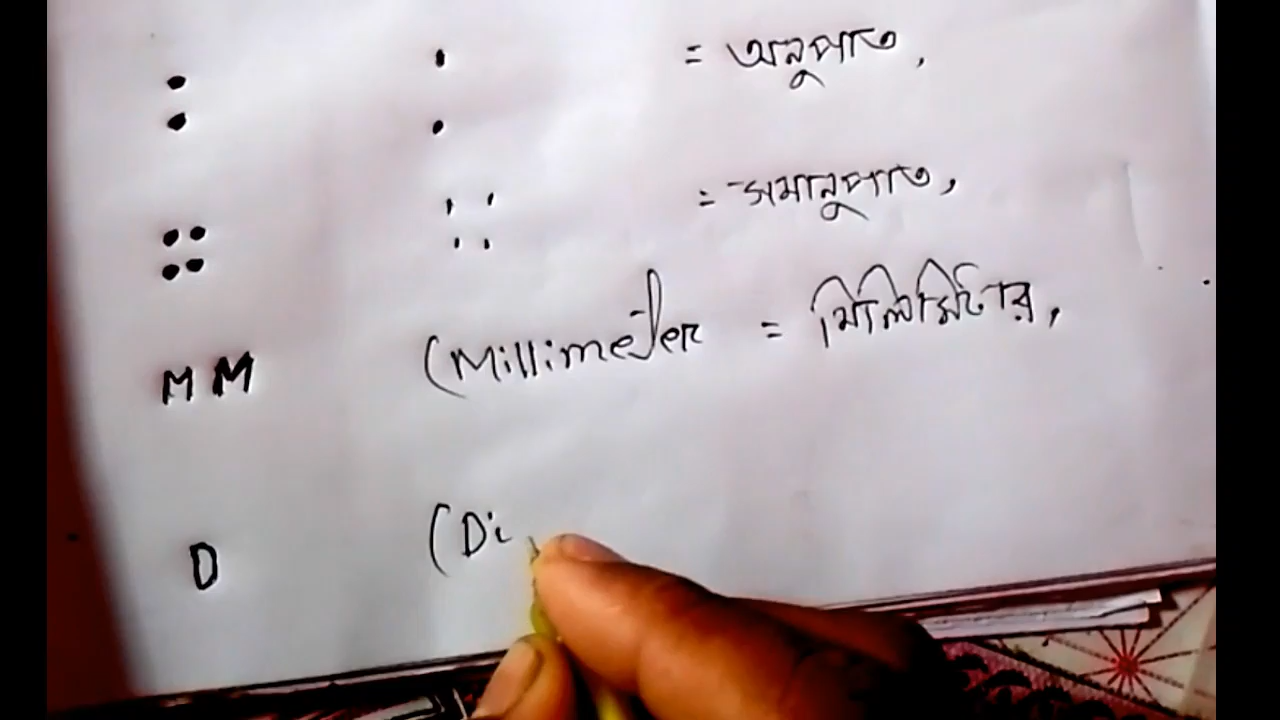 : : = অনুপাত,
:: :: = সমানুপাত,
MM (Millimeter = মিলিমিটার,
D (Di